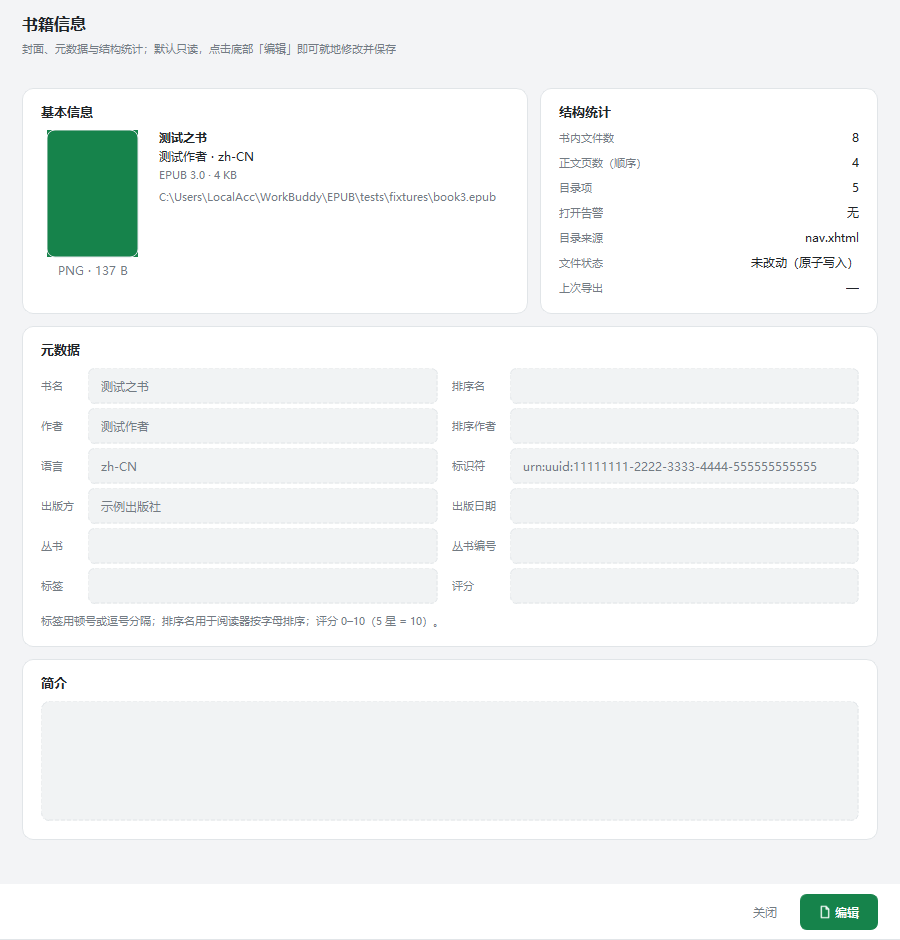 书籍信息
封面、元数据与结构统计；默认只读，点击底部「编辑」即可就地修改并保存
基本信息
测试之书
测试作者 · zh-CN
EPUB 3.0 · 4 KB
C:\Users\LocalAcc\WorkBuddy\EPUB\tests\fixtures\book3.epub
PNG · 137 B
结构统计
书内文件数 8
正文页数（顺序） 4
目录项 5
打开告警 无
目录来源 nav.xhtml
文件状态 未改动（原子写入）
上次导出 —
元数据
书名 测试之书 排序名
作者 测试作者 排序作者
语言 zh-CN 标识符 urn:uuid:11111111-2222-3333-4444-555555555555
出版方 示例出版社 出版日期
丛书 丛书编号
标签 评分
标签用顿号或逗号分隔；排序名用于阅读器按字母排序；评分 0–10（5 星 = 10）。
简介
关闭 编辑